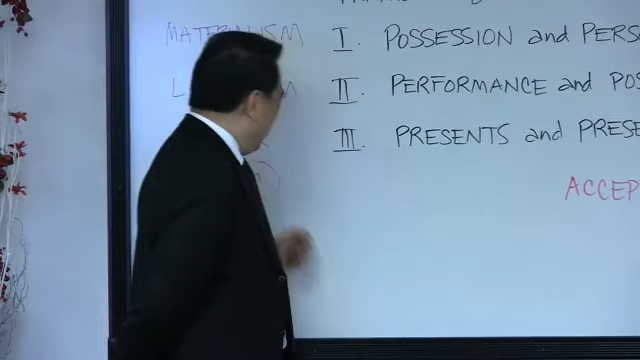 MATERIALISM
I. POSSESSION and PERS
L M
II. PERFORMANCE and POS
III. PRESENTS and PRESE
ACCEP